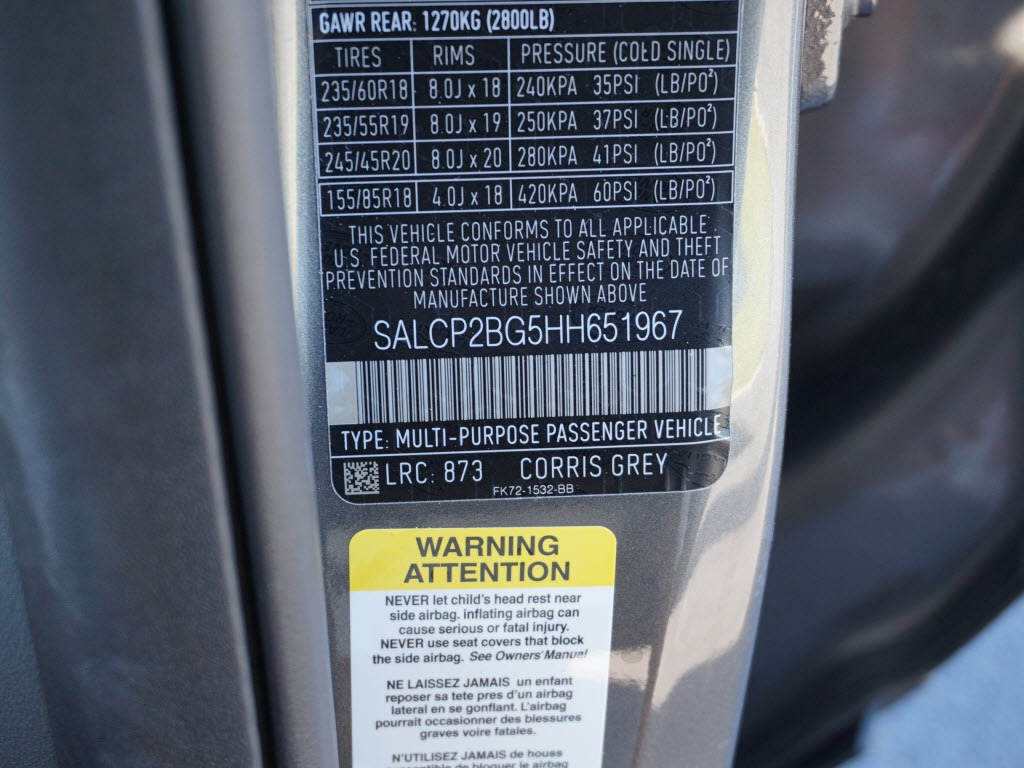 GAWR REAR: 1270KG (2800LB)
TIRES RIMS PRESSURE (COLD SINGLE)
235/60R18 8.0J x 18 240KPA 35PSI (LB/PO²)
235/55R19 8.0J x 19 250KPA 37PSI (LB/PO²)
245/45R20 8.0J x 20 280KPA 41PSI (LB/PO²)
155/85R18 4.0J x 18 420KPA 60PSI (LB/PO²)
THIS VEHICLE CONFORMS TO ALL APPLICABLE
U.S. FEDERAL MOTOR VEHICLE SAFETY AND THEFT
PREVENTION STANDARDS IN EFFECT ON THE DATE OF
MANUFACTURE SHOWN ABOVE
SALCP2BG5HH651967
TYPE: MULTI-PURPOSE PASSENGER VEHICLE
LRC: 873 CORRIS GREY
FK72-1532-BB
WARNING
ATTENTION
NEVER let child's head rest near
side airbag. inflating airbag can
cause serious or fatal injury.
NEVER use seat covers that block
the side airbag. See Owners' Manual
NE LAISSEZ JAMAIS un enfant
reposer sa tete pres d'un airbag
lateral en se gonflant. L'airbag
pourrait occasionner des blessures
graves voire fatales.
N'UTILISEZ JAMAIS de houss
susceptible de bloquer le airbag